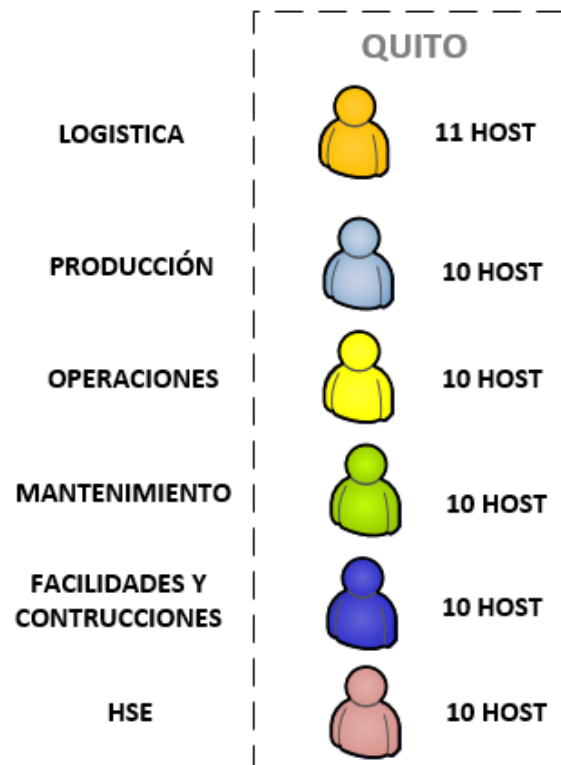 QUITO
LOGISTICA 11 HOST
PRODUCCIÓN 10 HOST
OPERACIONES 10 HOST
MANTENIMIENTO 10 HOST
FACILIDADES Y
CONTRUCCIONES 10 HOST
HSE 10 HOST